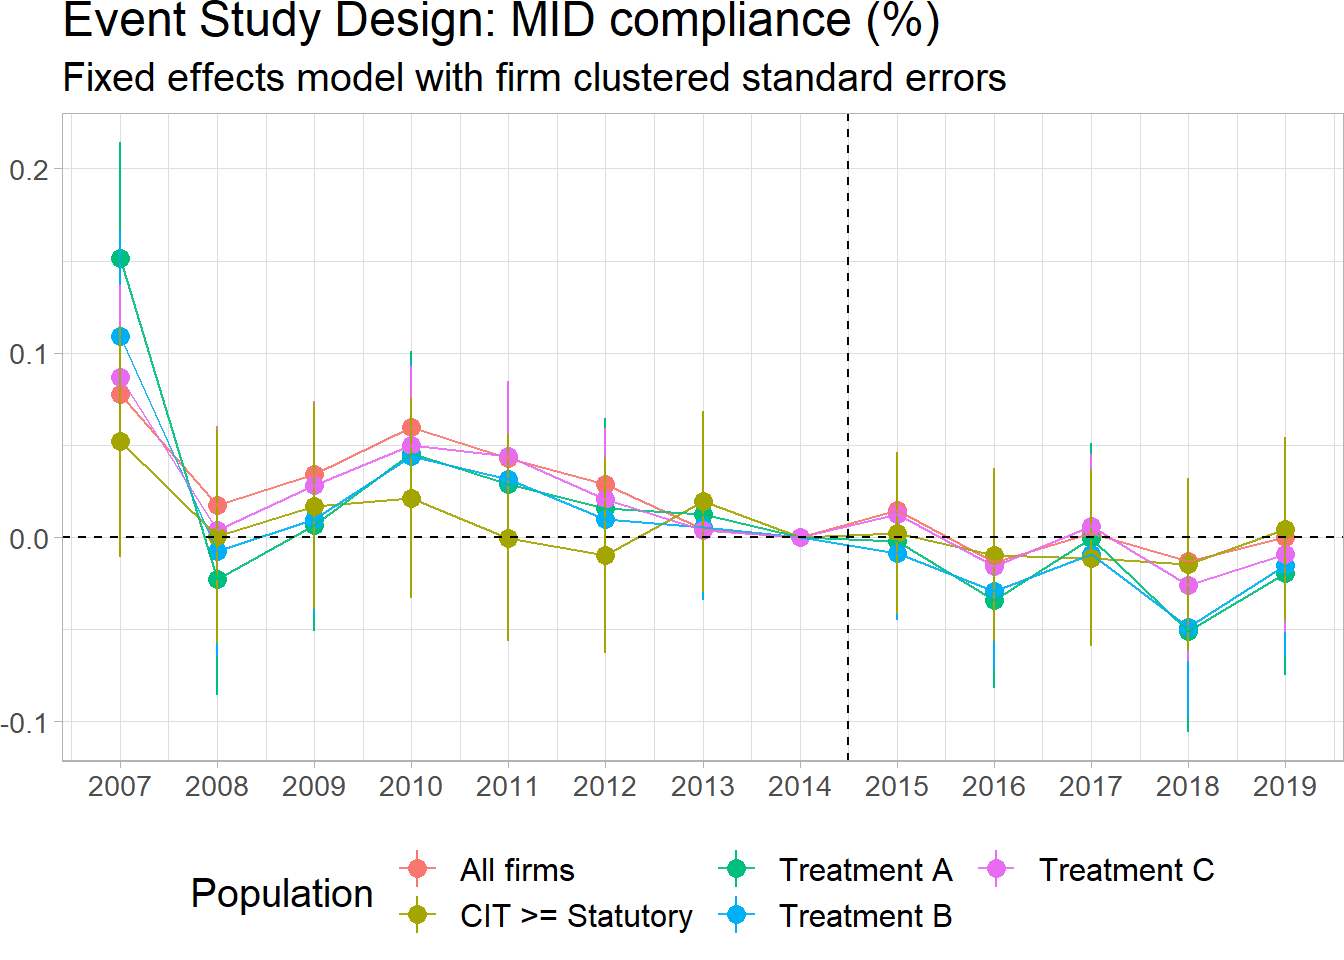 Event Study Design: MID compliance (%)
Fixed effects model with firm clustered standard errors
0.2
0.1
0.0
-0.1
2007 2008 2009 2010 2011 2012 2013 2014 2015 2016 2017 2018 2019
Population
All firms Treatment A Treatment C
CIT >= Statutory Treatment B